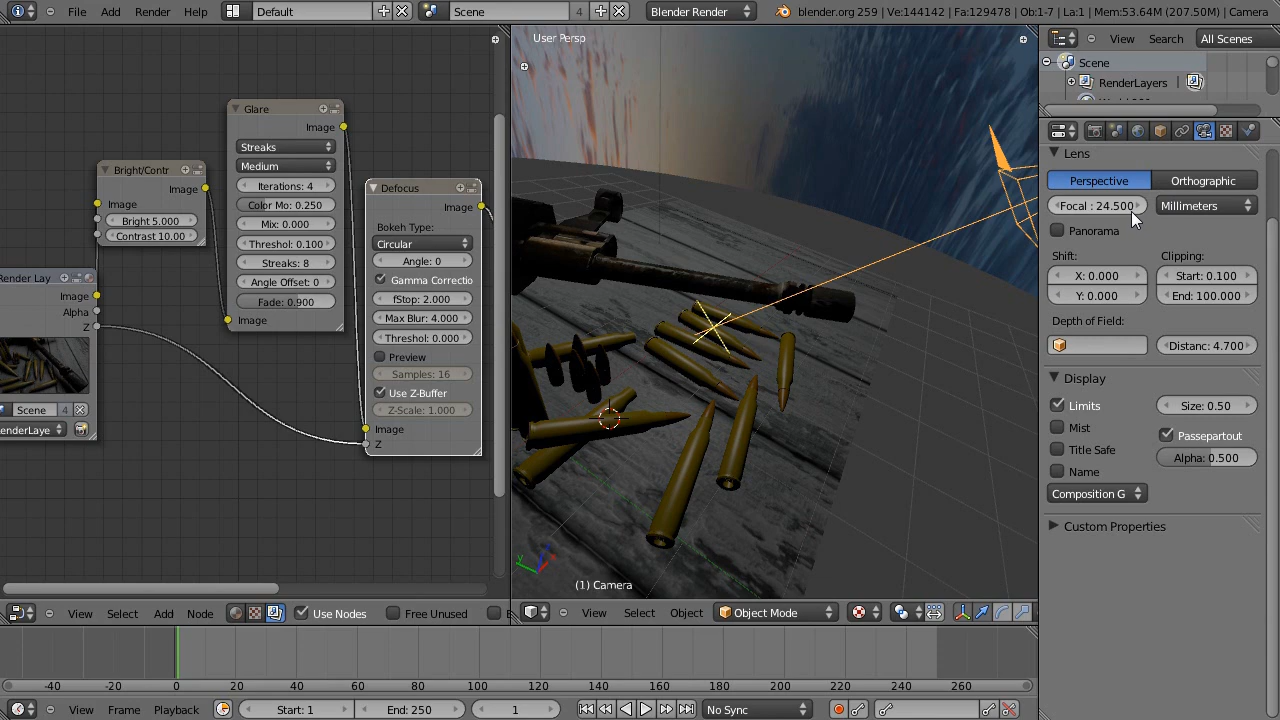 File Add Render Help Default Scene 4 Blender Render blender.org 259 | Ve:144142 | Fa:129478 | Ob:1-7 | La:1 | Mem:53.64M (207.50M) | Camera
User Persp
View Search All Scenes
Scene
RenderLayers
Glare
Image
Streaks
Medium
Iterations: 4
Color Mo: 0.250
Mix: 0.000
Threshol: 0.100
Streaks: 8
Angle Offset: 0
Fade: 0.900
Image
Bright/Contr
Image
Image
Bright 5.000
Contrast 10.00
Render Lay
Image
Alpha
Z
Scene 4
RenderLaye
Defocus
Image
Bokeh Type:
Circular
Angle: 0
Gamma Correctio
fStop: 2.000
Max Blur: 4.000
Threshol: 0.000
Preview
Samples: 16
Use Z-Buffer
Z-Scale: 1.000
Image
Z
y
(1) Camera
Lens
Perspective Orthographic
Focal : 24.500 Millimeters
Panorama
Shift: Clipping:
X: 0.000 Start: 0.100
Y: 0.000 End: 100.000
Depth of Field:
Distanc: 4.700
Display
Limits Size: 0.50
Mist Passepartout
Title Safe Alpha: 0.500
Name
Composition G
Custom Properties
View Select Add Node Use Nodes Free Unused
View Select Object Object Mode
-40 -20 0 20 40 60 80 100 120 140 160 180 200 220 240 260
View Frame Playback Start: 1 End: 250 1 No Sync